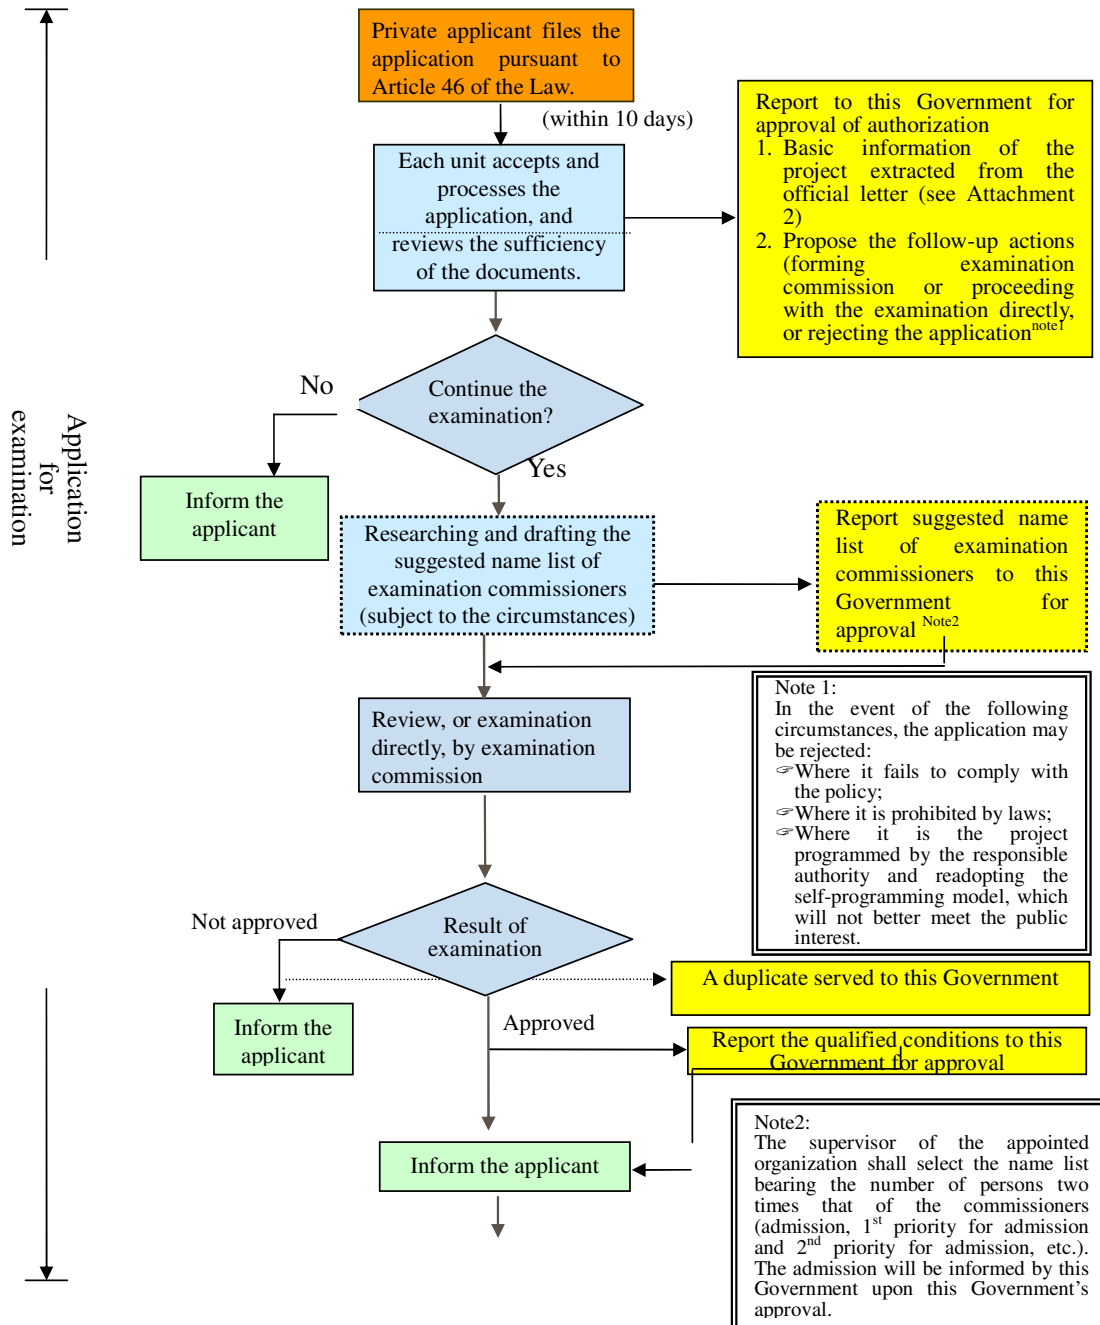 Private applicant files the
application pursuant to
Article 46 of the Law.
(within 10 days)
Each unit accepts and
processes the
application, and
reviews the sufficiency
of the documents.
Report to this Government for
approval of authorization
1. Basic information of the
project extracted from the
official letter (see Attachment
2)
2. Propose the follow-up actions
(forming examination
commission or proceeding
with the examination directly,
or rejecting the application note1
Continue the
examination?
No
Yes
Inform the
applicant
Application
for
examination
Researching and drafting the
suggested name list of
examination commissioners
(subject to the circumstances)
Report suggested name
list of examination
commissioners to this
Government for
approval Note2
Review, or examination
directly, by examination
commission
Note 1:
In the event of the following
circumstances, the application may
be rejected:
☞Where it fails to comply with
the policy;
☞Where it is prohibited by laws;
☞Where it is the project
programmed by the responsible
authority and readopting the
self-programming model, which
will not better meet the public
interest.
Result of
examination
Not approved
Inform the
applicant
A duplicate served to this Government
Approved
Report the qualified conditions to this
Government for approval
Inform the applicant
Note2:
The supervisor of the appointed
organization shall select the name list
bearing the number of persons two
times that of the commissioners
(admission, 1st priority for admission
and 2nd priority for admission, etc.).
The admission will be informed by this
Government upon this Government's
approval.